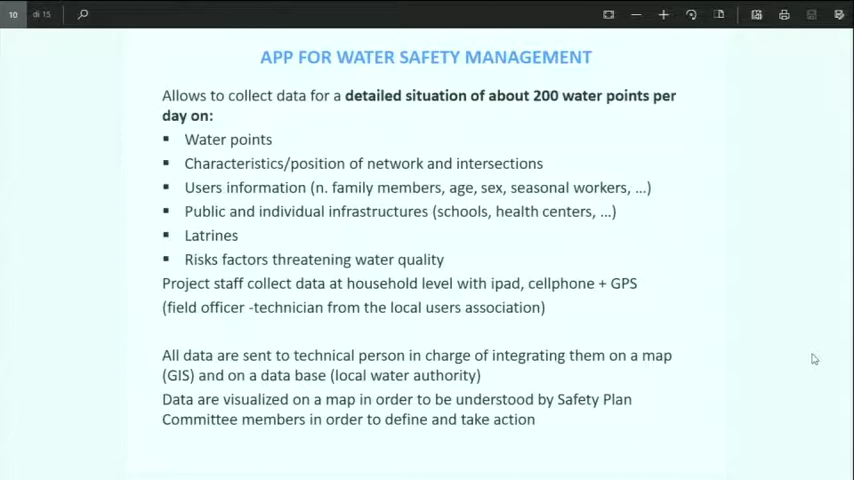 10 di 15
APP FOR WATER SAFETY MANAGEMENT
Allows to collect data for a detailed situation of about 200 water points per
day on:
▪ Water points
▪ Characteristics/position of network and intersections
▪ Users information (n. family members, age, sex, seasonal workers, ...)
▪ Public and individual infrastructures (schools, health centers, ...)
▪ Latrines
▪ Risks factors threatening water quality
Project staff collect data at household level with ipad, cellphone + GPS
(field officer -technician from the local users association)
All data are sent to technical person in charge of integrating them on a map
(GIS) and on a data base (local water authority)
Data are visualized on a map in order to be understood by Safety Plan
Committee members in order to define and take action